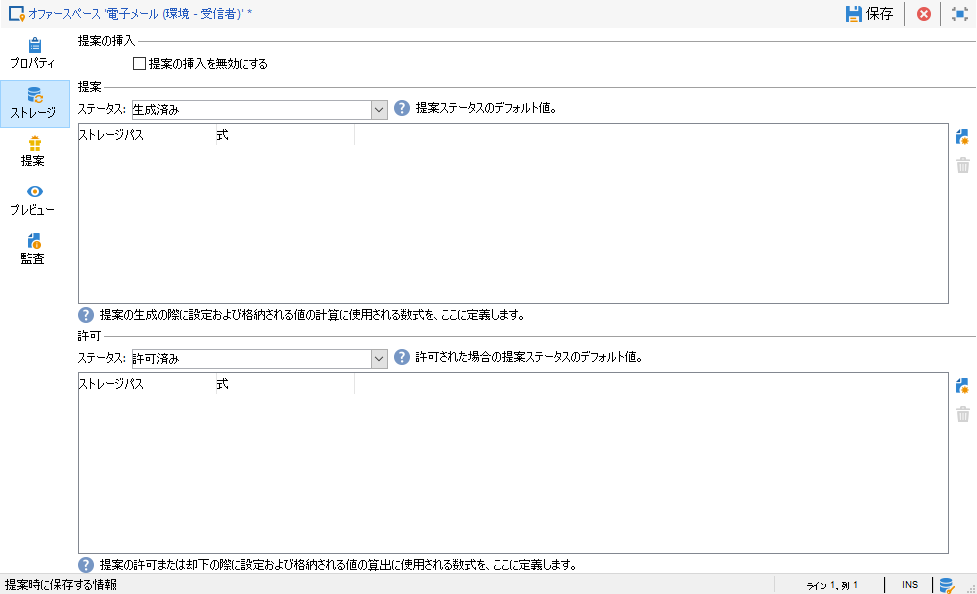 オファースペース '電子メール (環境 - 受信者)' *
保存
プロパティ
ストレージ
提案
プレビュー
監査
提案の挿入
提案の挿入を無効にする
提案
ステータス: 生成済み
提案ステータスのデフォルト値。
ストレージパス 式
提案の生成の際に設定および格納される値の計算に使用される数式を、ここに定義します。
許可
ステータス: 許可済み
許可された場合の提案ステータスのデフォルト値。
ストレージパス 式
提案の許可または却下の際に設定および格納される値の算出に使用される数式を、ここに定義します。
提案時に保存する情報
ライン 1, 列 1
INS